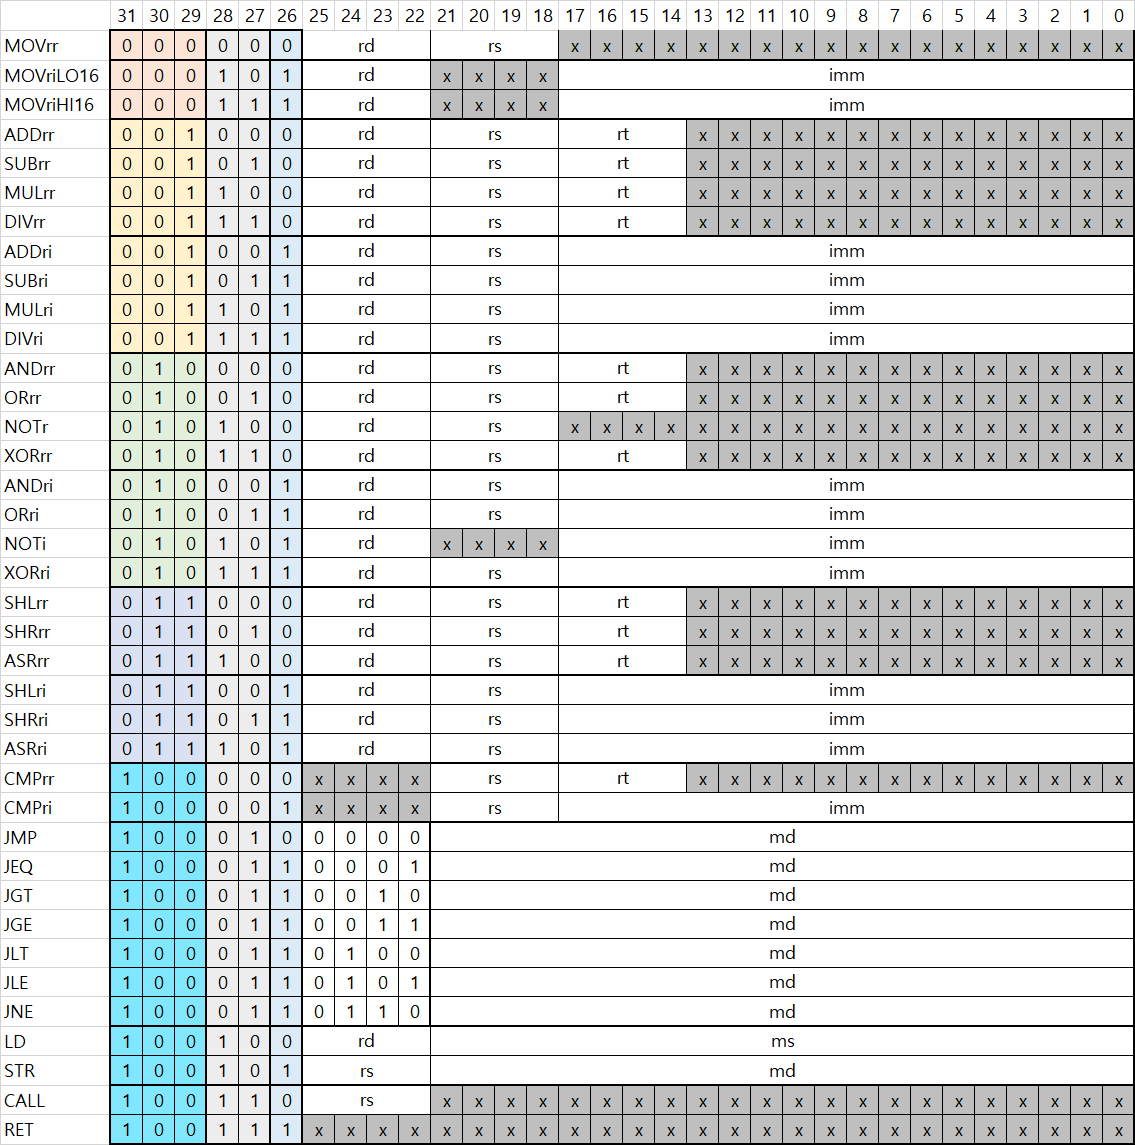 31 30 29 28 27 26 25 24 23 22 21 20 19 18 17 16 15 14 13 12 11 10 9 8 7 6 5 4 3 2 1 0
MOVrr 0 0 0 0 0 0 rd rs x x x x x x x x x x x x x x x x x x
MOVriLO16 0 0 0 1 0 1 rd x x x x imm
MOVriHI16 0 0 0 1 1 1 rd x x x x imm
ADDrr 0 0 1 0 0 0 rd rs rt x x x x x x x x x x x x x x
SUBrr 0 0 1 0 1 0 rd rs rt x x x x x x x x x x x x x x
MULrr 0 0 1 1 0 0 rd rs rt x x x x x x x x x x x x x x
DIVrr 0 0 1 1 1 0 rd rs rt x x x x x x x x x x x x x x
ADDri 0 0 1 0 0 1 rd rs imm
SUBri 0 0 1 0 1 1 rd rs imm
MULri 0 0 1 1 0 1 rd rs imm
DIVri 0 0 1 1 1 1 rd rs imm
ANDrr 0 1 0 0 0 0 rd rs rt x x x x x x x x x x x x x x
ORrr 0 1 0 0 1 0 rd rs rt x x x x x x x x x x x x x x
NOTr 0 1 0 1 0 0 rd rs x x x x x x x x x x x x x x x x x x
XORrr 0 1 0 1 1 0 rd rs rt x x x x x x x x x x x x x x
ANDri 0 1 0 0 0 1 rd rs imm
ORri 0 1 0 0 1 1 rd rs imm
NOTi 0 1 0 1 0 1 rd x x x x imm
XORri 0 1 0 1 1 1 rd rs imm
SHLrr 0 1 1 0 0 0 rd rs rt x x x x x x x x x x x x x x
SHRrr 0 1 1 0 1 0 rd rs rt x x x x x x x x x x x x x x
ASRrr 0 1 1 1 0 0 rd rs rt x x x x x x x x x x x x x x
SHLri 0 1 1 0 0 1 rd rs imm
SHRri 0 1 1 0 1 1 rd rs imm
ASRri 0 1 1 1 0 1 rd rs imm
CMPrr 1 0 0 0 0 0 x x x x rs rt x x x x x x x x x x x x x x
CMPri 1 0 0 0 0 1 x x x x rs imm
JMP 1 0 0 0 1 0 0 0 0 0 md
JEQ 1 0 0 0 1 1 0 0 0 1 md
JGT 1 0 0 0 1 1 0 0 1 0 md
JGE 1 0 0 0 1 1 0 0 1 1 md
JLT 1 0 0 0 1 1 0 1 0 0 md
JLE 1 0 0 0 1 1 0 1 0 1 md
JNE 1 0 0 0 1 1 0 1 1 0 md
LD 1 0 0 1 0 0 rd ms
STR 1 0 0 1 0 1 rs md
CALL 1 0 0 1 1 0 rs x x x x x x x x x x x x x x x x x x x x x x
RET 1 0 0 1 1 1 x x x x x x x x x x x x x x x x x x x x x x x x x x